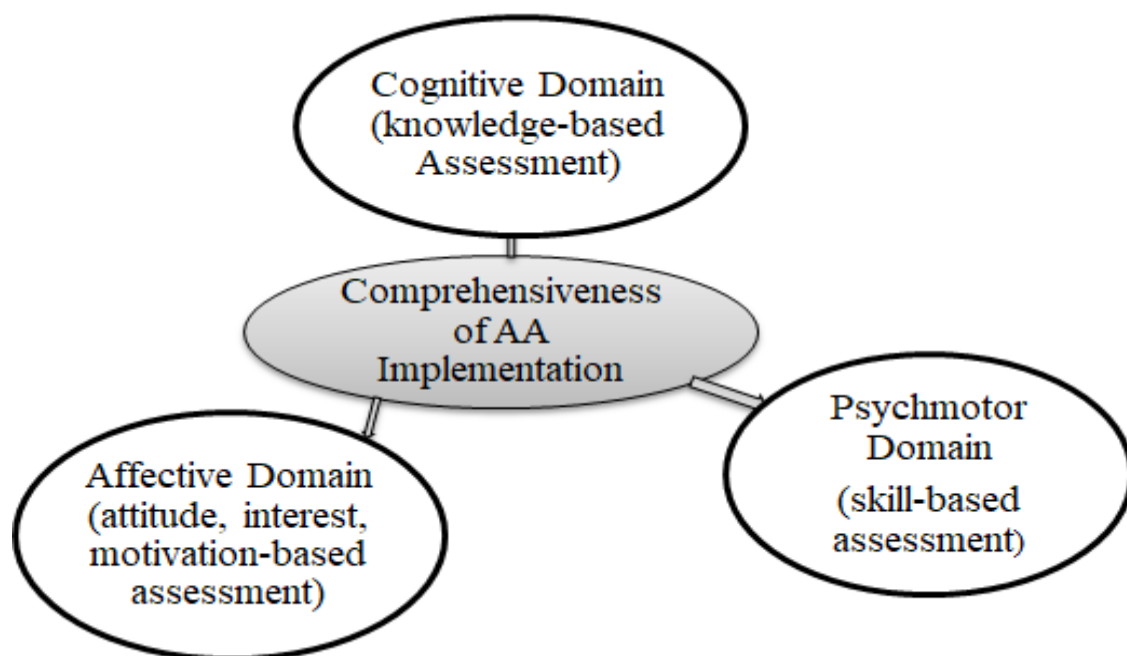 Cognitive Domain
(knowledge-based
Assessment)
Comprehensiveness
of AA
Implementation
Psychmotor
Domain
(skill-based
assessment)
Affective Domain
(attitude, interest,
motivation-based
assessment)